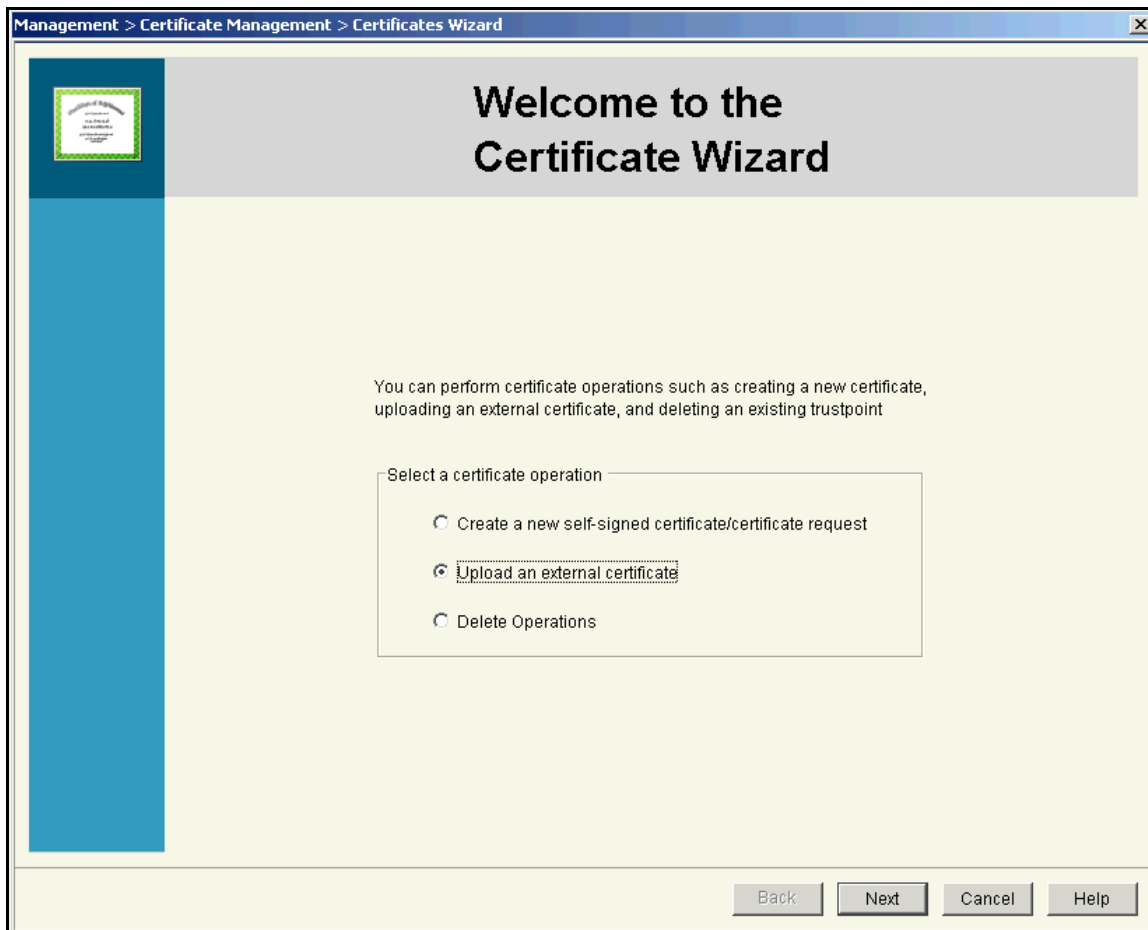 Management > Certificate Management > Certificates Wizard
Welcome to the
Certificate Wizard
You can perform certificate operations such as creating a new certificate,
uploading an external certificate, and deleting an existing trustpoint
Select a certificate operation
Create a new self-signed certificate/certificate request
Upload an external certificate
Delete Operations
Back Next Cancel Help